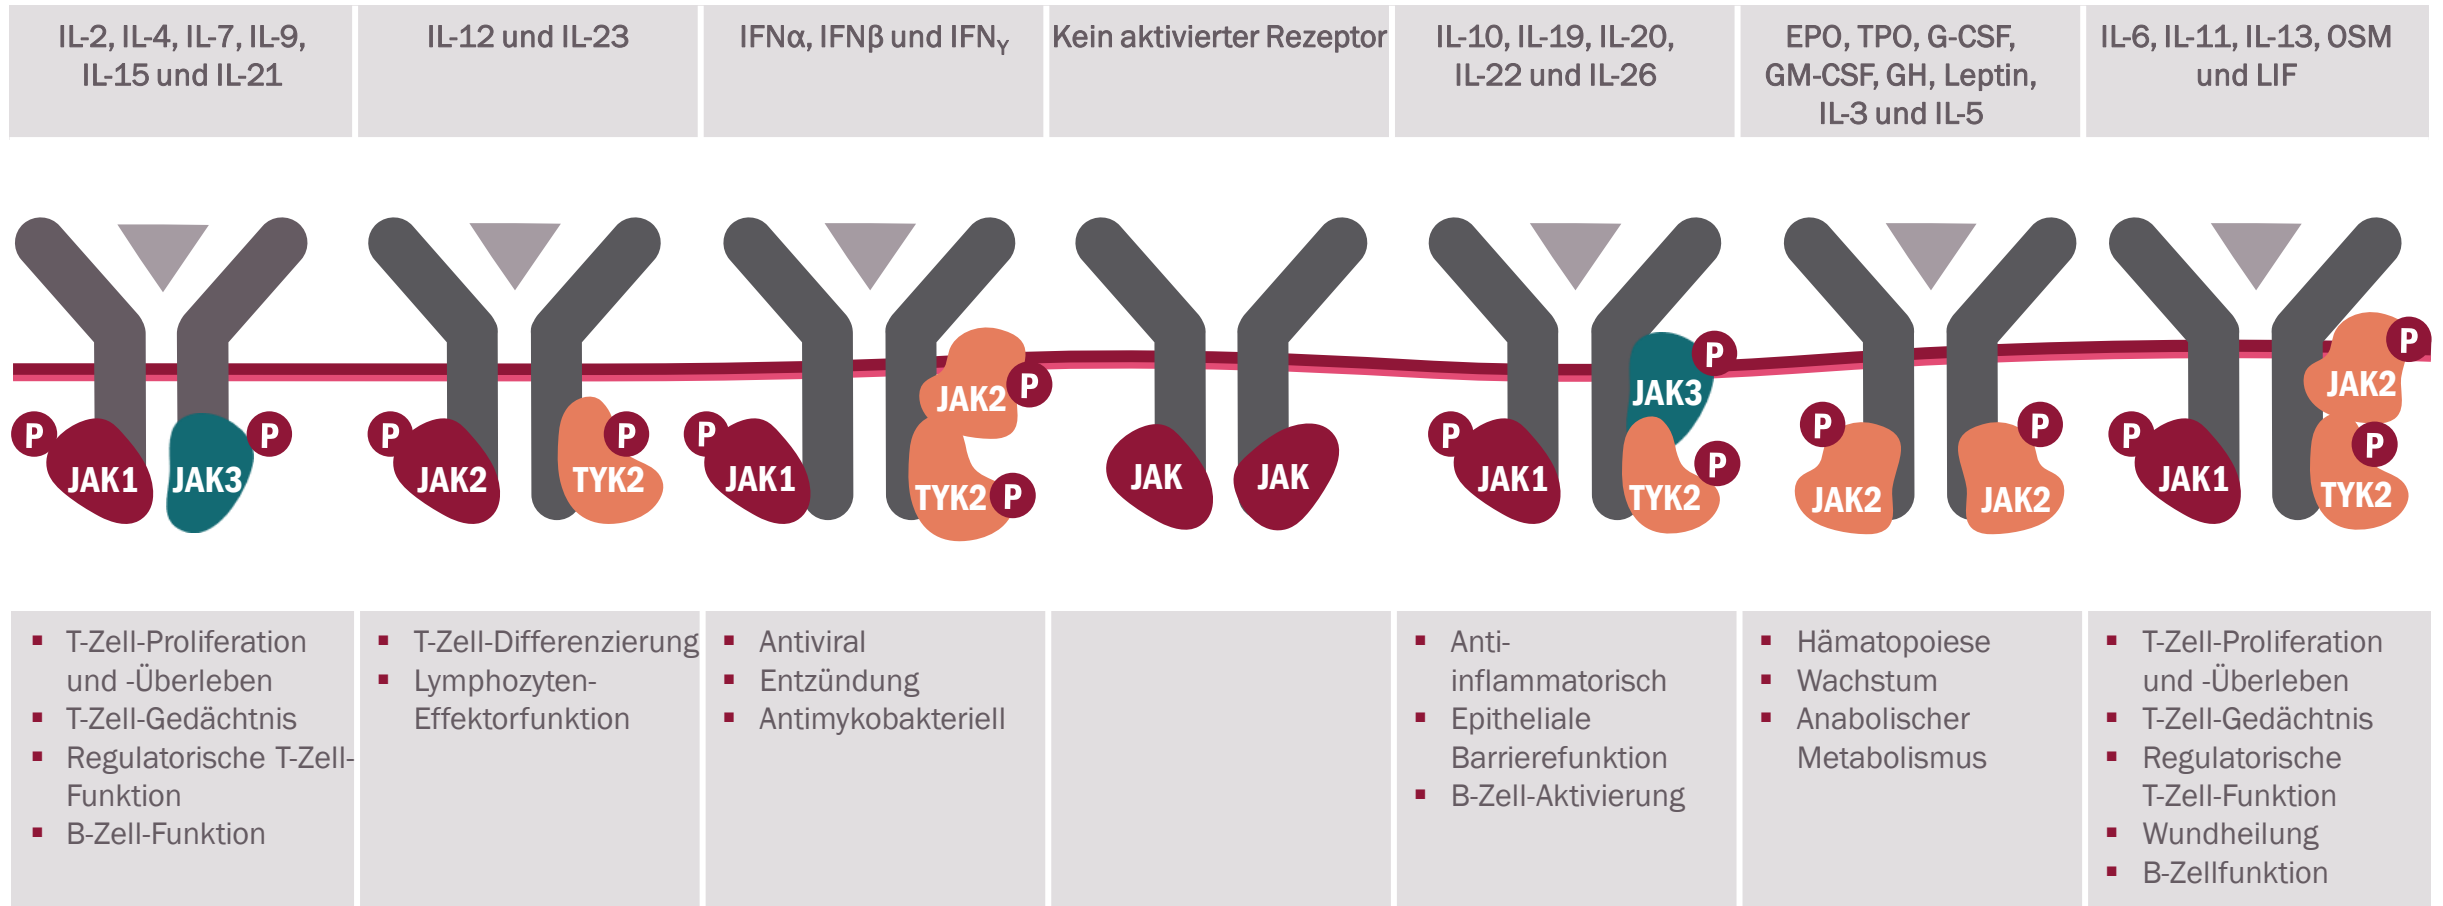 IL-2, IL-4, IL-7, IL-9,
IL-15 und IL-21
IL-12 und IL-23
IFNα, IFNβ und IFNγ
Kein aktivierter Rezeptor
IL-10, IL-19, IL-20,
IL-22 und IL-26
EPO, TPO, G-CSF,
GM-CSF, GH, Leptin,
IL-3 und IL-5
IL-6, IL-11, IL-13, OSM
und LIF
P
JAK1
JAK3
P
P
JAK2
P
TYK2
P
JAK1
JAK2
P
TYK2
P
JAK
JAK
P
JAK1
JAK3
P
TYK2
P
P
JAK2
P
JAK2
P
JAK1
P
JAK2
P
TYK2
▪ T-Zell-Proliferation
und -Überleben
▪ T-Zell-Gedächtnis
▪ Regulatorische T-Zell-
Funktion
▪ B-Zell-Funktion
▪ T-Zell-Differenzierung
▪ Lymphozyten-
Effektorfunktion
▪ Antiviral
▪ Entzündung
▪ Antimykobakteriell
▪ Anti-
inflammatorisch
▪ Epitheliale
Barrierefunktion
▪ B-Zell-Aktivierung
▪ Hämatopoiese
▪ Wachstum
▪ Anabolischer
Metabolismus
▪ T-Zell-Proliferation
und -Überleben
▪ T-Zell-Gedächtnis
▪ Regulatorische
T-Zell-Funktion
▪ Wundheilung
▪ B-Zellfunktion